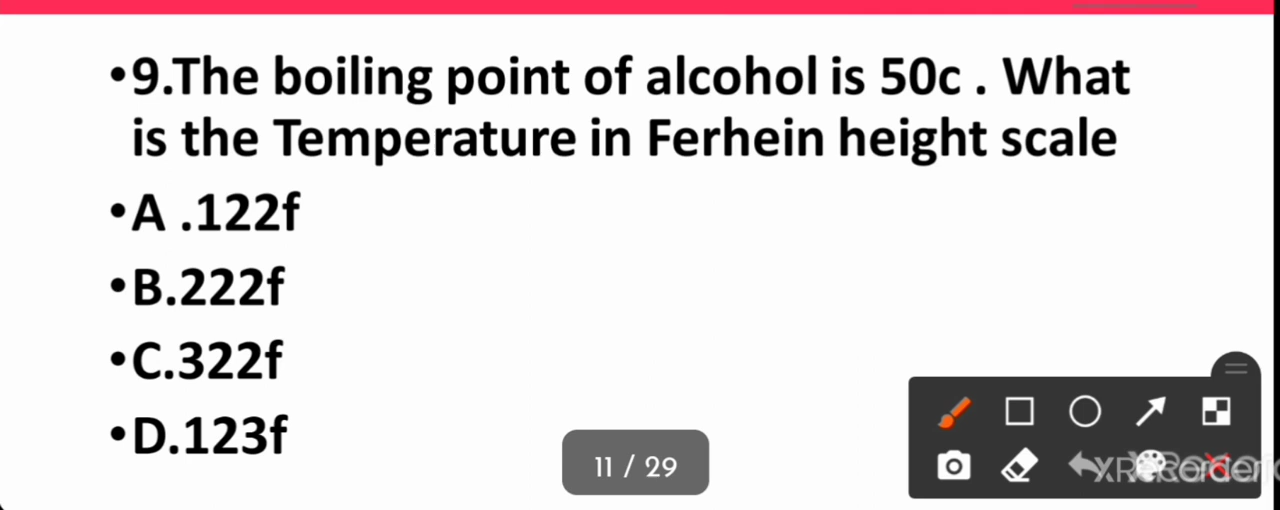 •9.The boiling point of alcohol is 50c . What
is the Temperature in Ferhein height scale
•A .122f
•B.222f
•C.322f
•D.123f
11 / 29